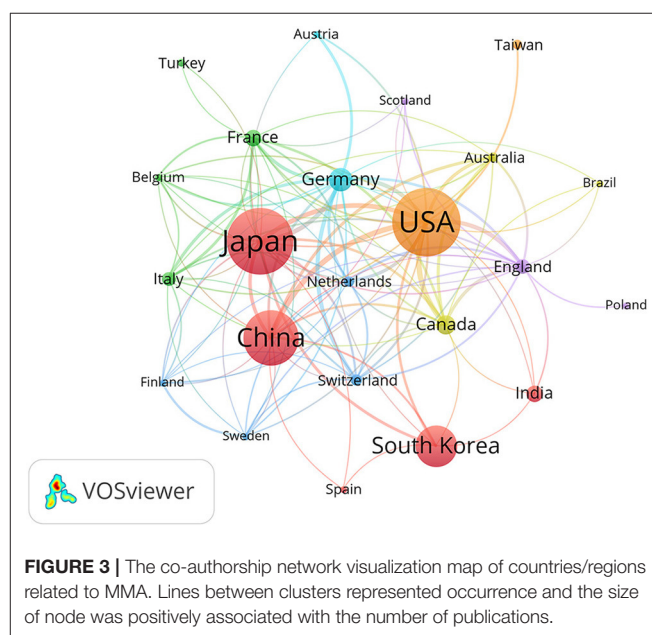 Austria
Taiwan
Turkey
Scotland
France
Australia
Belgium
Germany
Brazil
USA
Japan
England
Italy
Netherlands
Poland
China
Canada
Finland
Switzerland
India
Sweden
South Korea
Spain
VOSviewer
FIGURE 3 | The co-authorship network visualization map of countries/regions
related to MMA. Lines between clusters represented occurrence and the size
of node was positively associated with the number of publications.